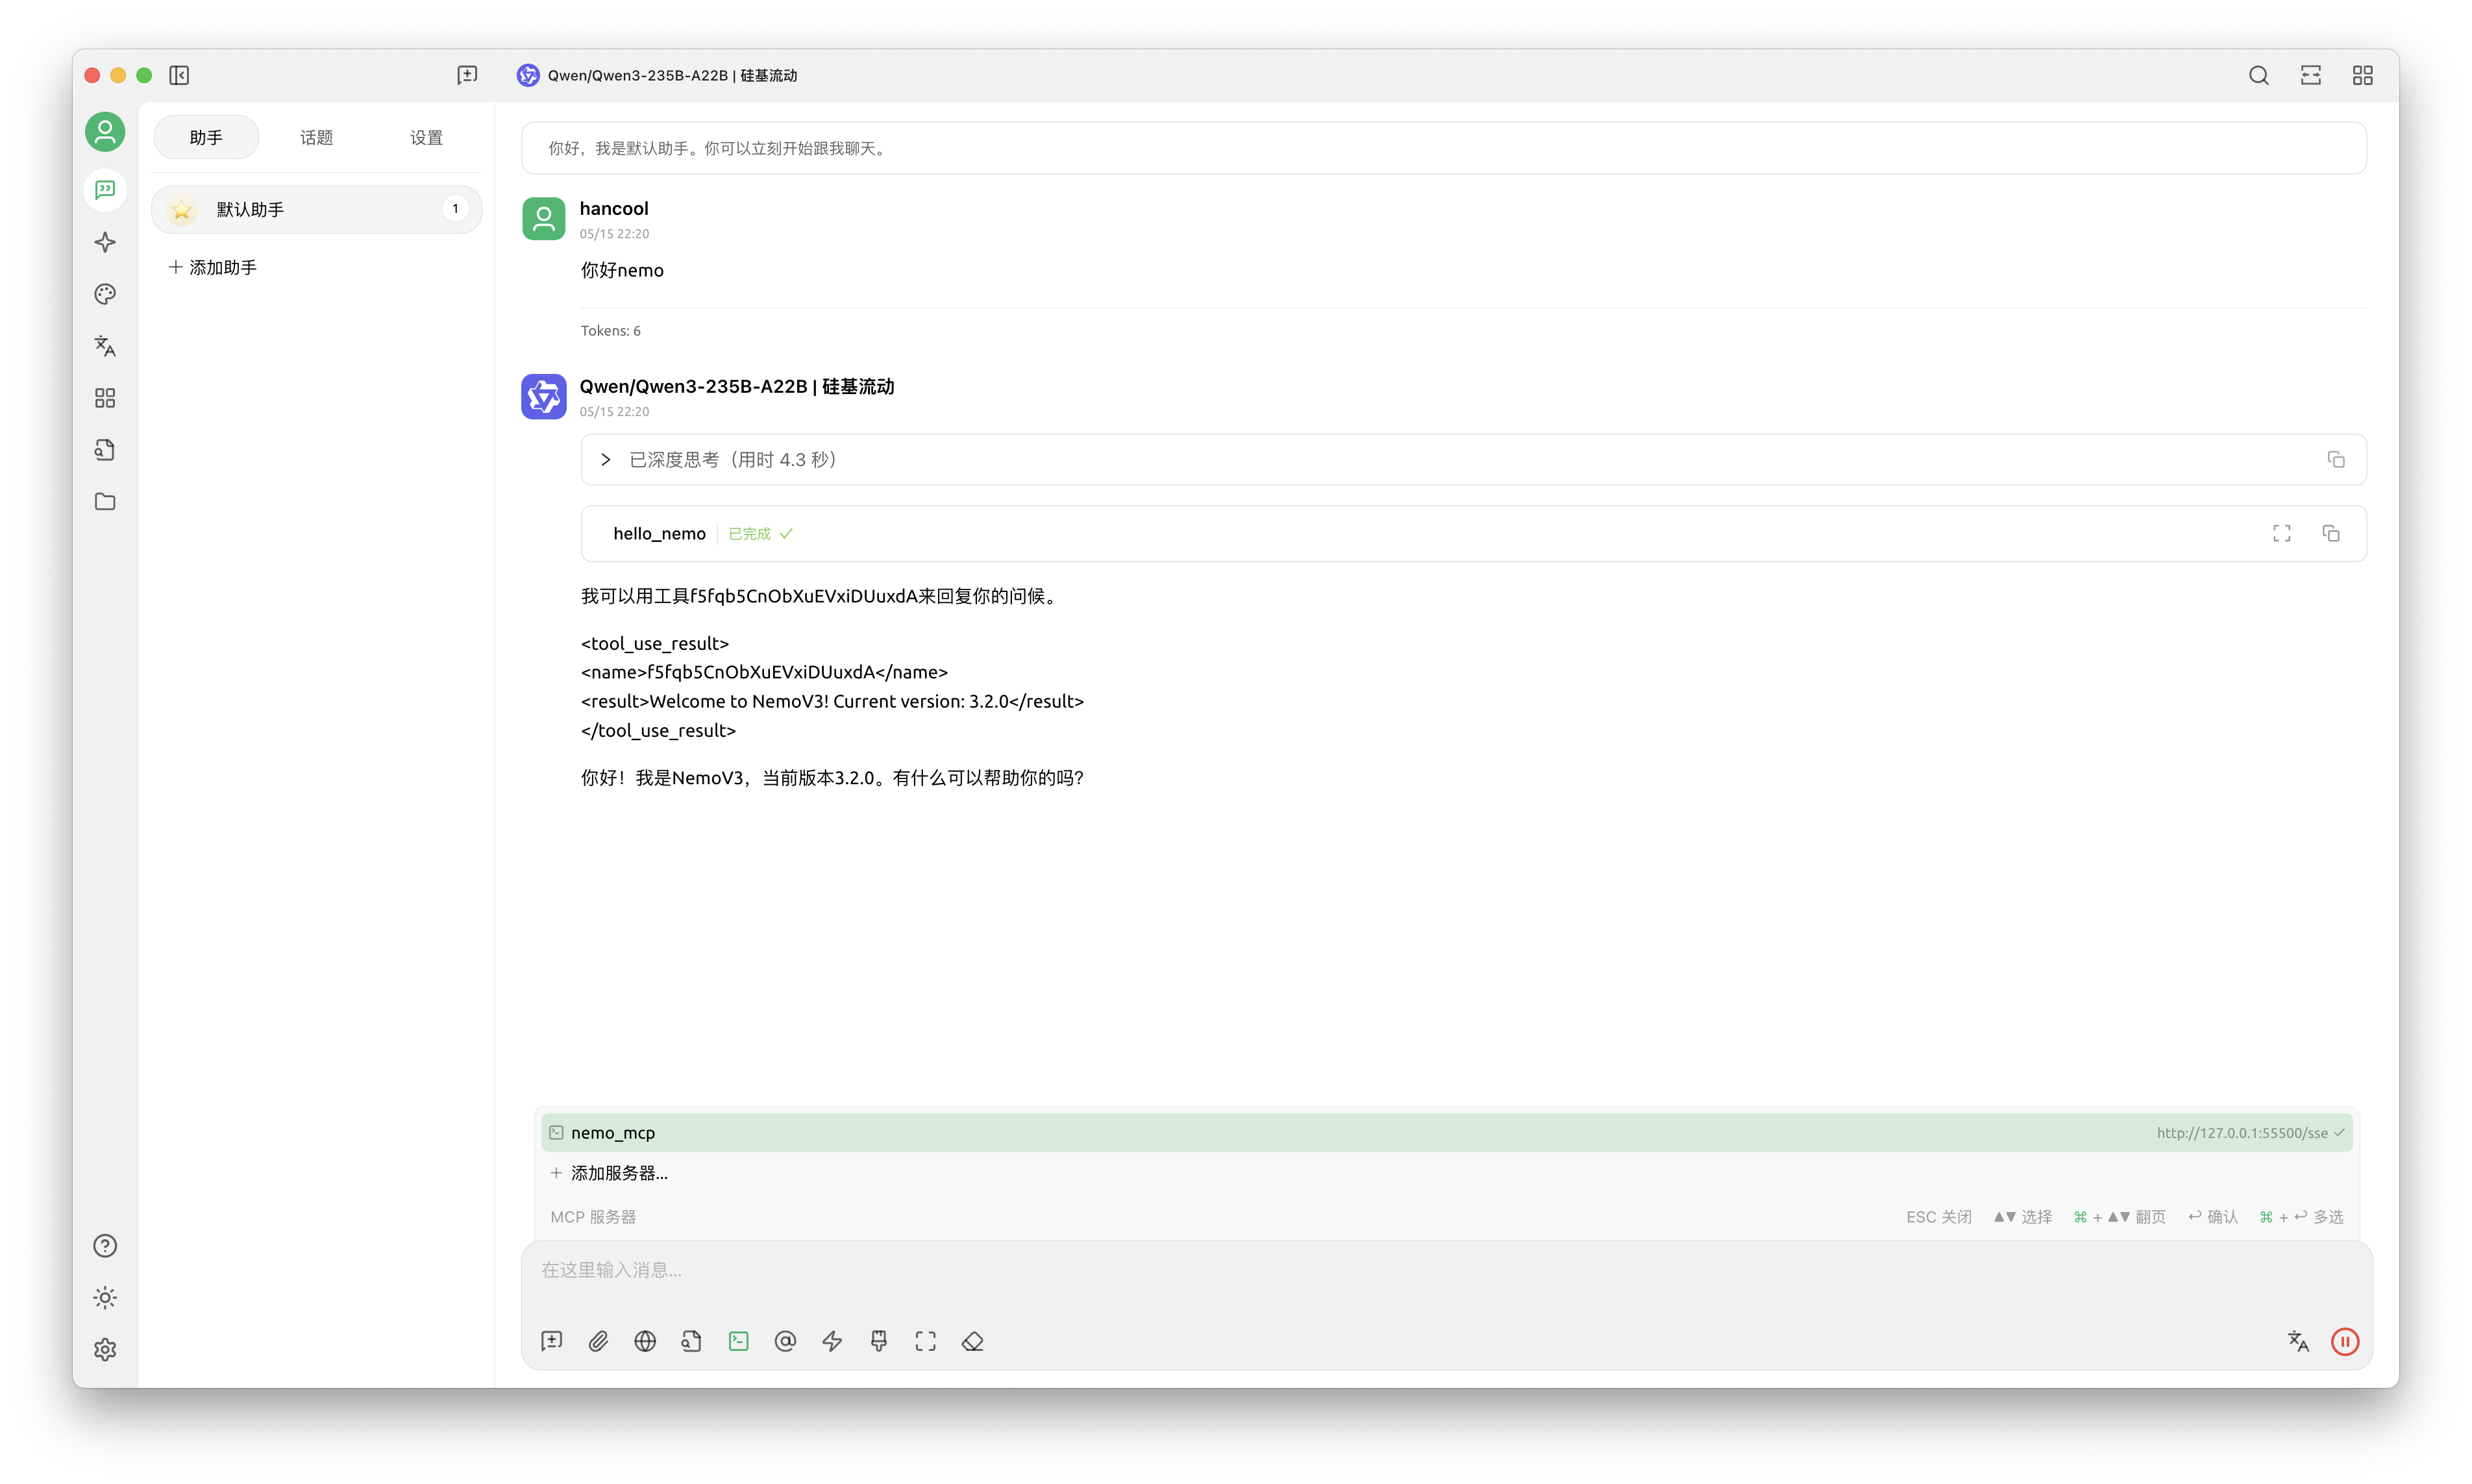 Qwen/Qwen3-235B-A22B | 硅基流动
助手
话题
设置
默认助手
1
添加助手
你好，我是默认助手。你可以立刻开始跟我聊天。
hancool
05/15 22:20
你好nemo
Tokens: 6
Qwen/Qwen3-235B-A22B | 硅基流动
05/15 22:20
已深度思考（用时 4.3 秒）
hello_nemo
已完成
我可以用工具f5fqb5CnObXuEVxiDUuxdA来回复你的问候。
<tool_use_result>
<name>f5fqb5CnObXuEVxiDUuxdA</name>
<result>Welcome to NemoV3! Current version: 3.2.0</result>
</tool_use_result>
你好！我是NemoV3，当前版本3.2.0。有什么可以帮助你的吗？
nemo_mcp
http://127.0.0.1:55500/sse
+ 添加服务器...
MCP 服务器
ESC 关闭 ▲▼ 选择 ⌘ + ▲▼ 翻页 ↩ 确认 ⌘ + ↩ 多选
在这里输入消息...